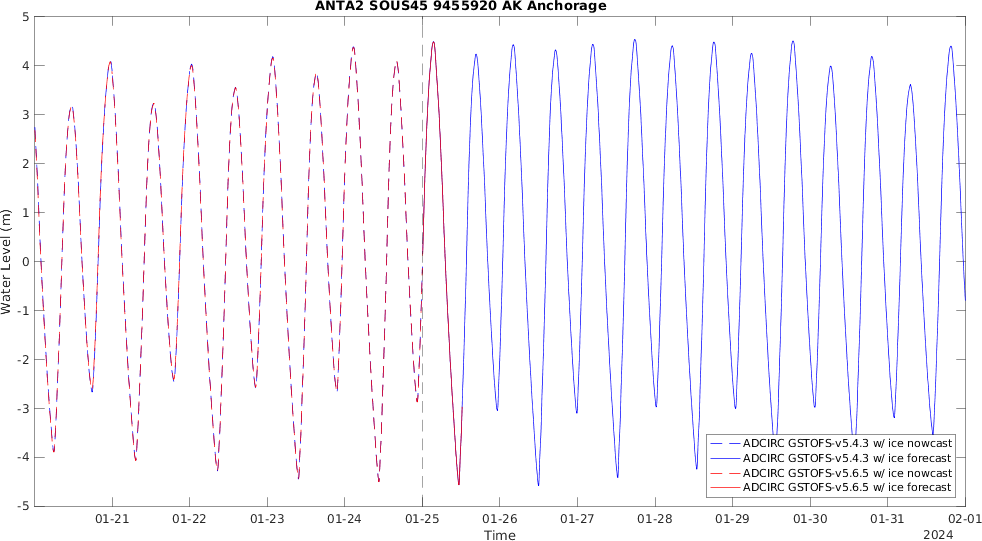 ANTA2 SOUS45 9455920 AK Anchorage
5
4
3
2
1
0
-1
-2
-3
-4
-5
Water Level (m)
ADCIRC GSTOFS-v5.4.3 w/ ice nowcast
ADCIRC GSTOFS-v5.4.3 w/ ice forecast
ADCIRC GSTOFS-v5.6.5 w/ ice nowcast
ADCIRC GSTOFS-v5.6.5 w/ ice forecast
01-21 01-22 01-23 01-24 01-25 01-26 01-27 01-28 01-29 01-30 01-31 02-01
Time
2024